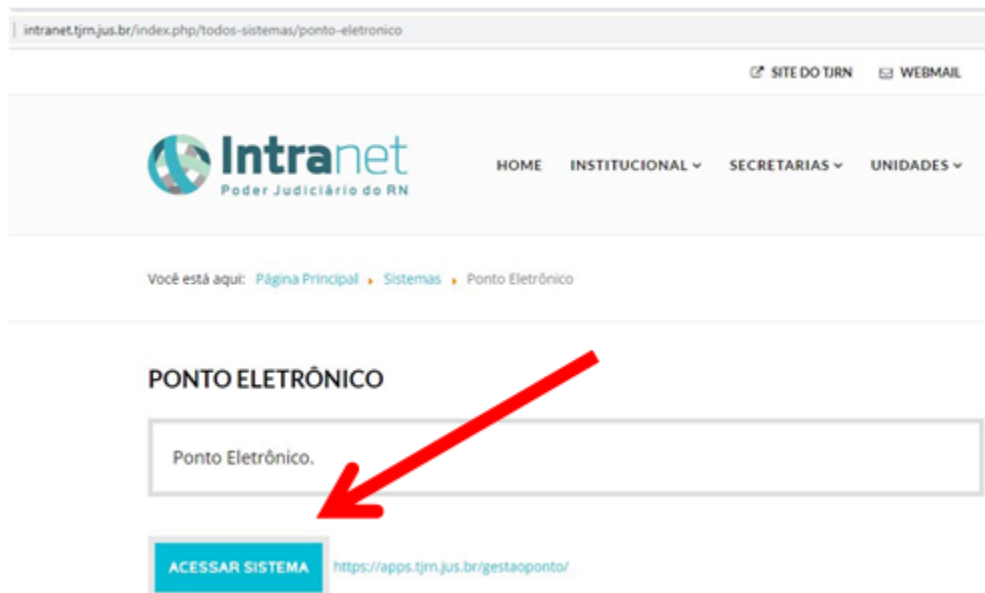 intranet.tjrn.jus.br/index.php/todos-sistemas/ponto-eletronico
SITE DO TJRN WEBMAIL
Intranet
Poder Judiciário do RN
HOME INSTITUCIONAL SECRETARIAS UNIDADES
Você está aqui: Página Principal Sistemas Ponto Eletrônico
PONTO ELETRÔNICO
Ponto Eletrônico.
ACESSAR SISTEMA https://apps.tjrn.jus.br/gestaoponto/